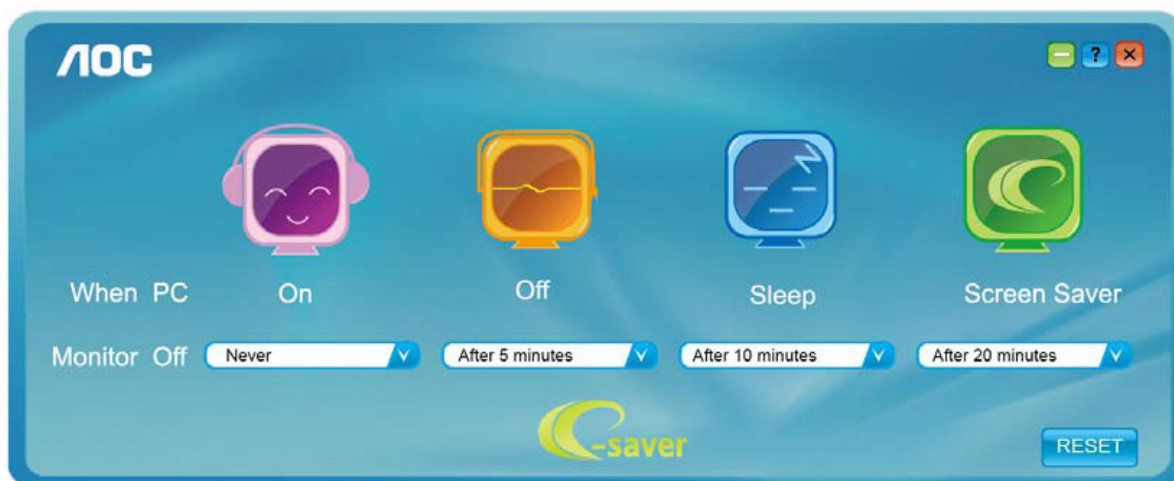 AOC
?
When PC On Off Sleep Screen Saver
Monitor Off Never After 5 minutes After 10 minutes After 20 minutes
e-saver
RESET